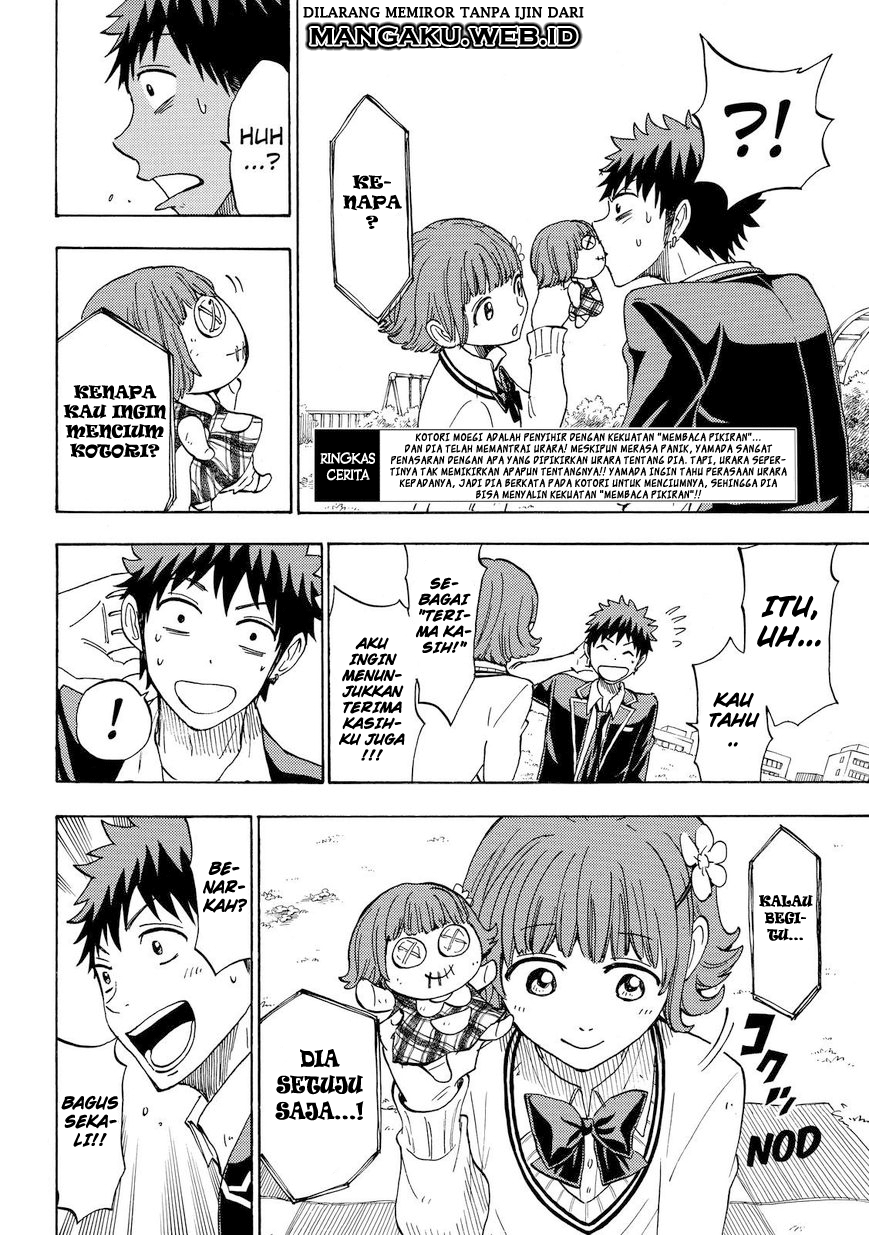 DILARANG MEMIROR TANPA IJIN DARI
MANGAKU.WEB.ID
?!
KE-
NAPA
?
HUH
...?
RINGKAS
CERITA
KOTORI MOEGI ADALAH PENYIHIR DENGAN KEKUATAN "MEMBACA PIKIRAN"...
DAN DIA TELAH MEMANTRAI URARA! MESKIPUN MERASA PANIK, YAMADA SANGAT
PENASARAN DENGAN APA YANG DIPIKIRKAN URARA TENTANG DIA. TAPI, URARA SEPER-
TINYA TAK MEMIKIRKAN APAPUN TENTANGNYA!! YAMADA INGIN TAHU PERASAAN URARA
KEPADANYA, JADI DIA BERKATA PADA KOTORI UNTUK MENCIUMNYA, SEHINGGA DIA
BISA MENYALIN KEKUATAN "MEMBACA PIKIRAN"!!
KENAPA
KAU INGIN
MENCIUM
KOTORI?
ITU,
UH...
KAU
TAHU
..
SE-
BAGAI
"TERI-
MA KA-
SIH!"
AKU
INGIN
MENUN-
JUKKAN
TERIMA
KASIH-
KU JUGA
!!!
!
KALAU
BEGI-
TU...
コクッ
NOD
DIA
SETUJU
SAJA...!
BE-
NAR-
KAH?
BAGUS
SEKA-
LI!!